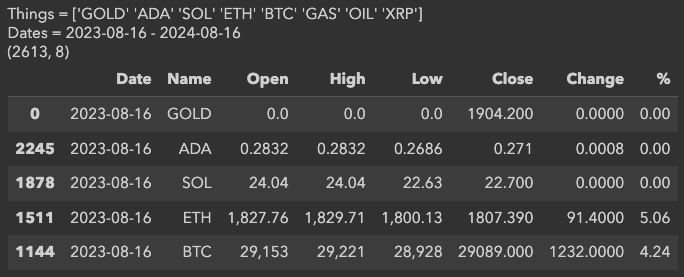 Things = ['GOLD' 'ADA' 'SOL' 'ETH' 'BTC' 'GAS' 'OIL' 'XRP']
Dates = 2023-08-16 - 2024-08-16
(2613, 8)
Date Name Open High Low Close Change %
0 2023-08-16 GOLD 0.0 0.0 0.0 1904.200 0.0000 0.00
2245 2023-08-16 ADA 0.2832 0.2832 0.2686 0.271 0.0008 0.00
1878 2023-08-16 SOL 24.04 24.04 22.63 22.700 0.0000 0.00
1511 2023-08-16 ETH 1,827.76 1,829.71 1,800.13 1807.390 91.4000 5.06
1144 2023-08-16 BTC 29,153 29,221 28,928 29089.000 1232.0000 4.24